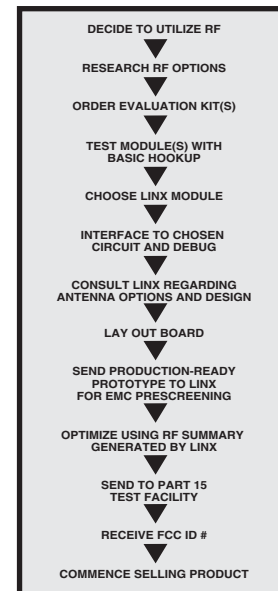 DECIDE TO UTILIZE RF
RESEARCH RF OPTIONS
ORDER EVALUATION KIT(S)
TEST MODULE(S) WITH
BASIC HOOKUP
CHOOSE LINX MODULE
INTERFACE TO CHOSEN
CIRCUIT AND DEBUG
CONSULT LINX REGARDING
ANTENNA OPTIONS AND DESIGN
LAY OUT BOARD
SEND PRODUCTION-READY
PROTOTYPE TO LINX
FOR EMC PRESCREENING
OPTIMIZE USING RF SUMMARY
GENERATED BY LINX
SEND TO PART 15
TEST FACILITY
RECEIVE FCC ID #
COMMENCE SELLING PRODUCT